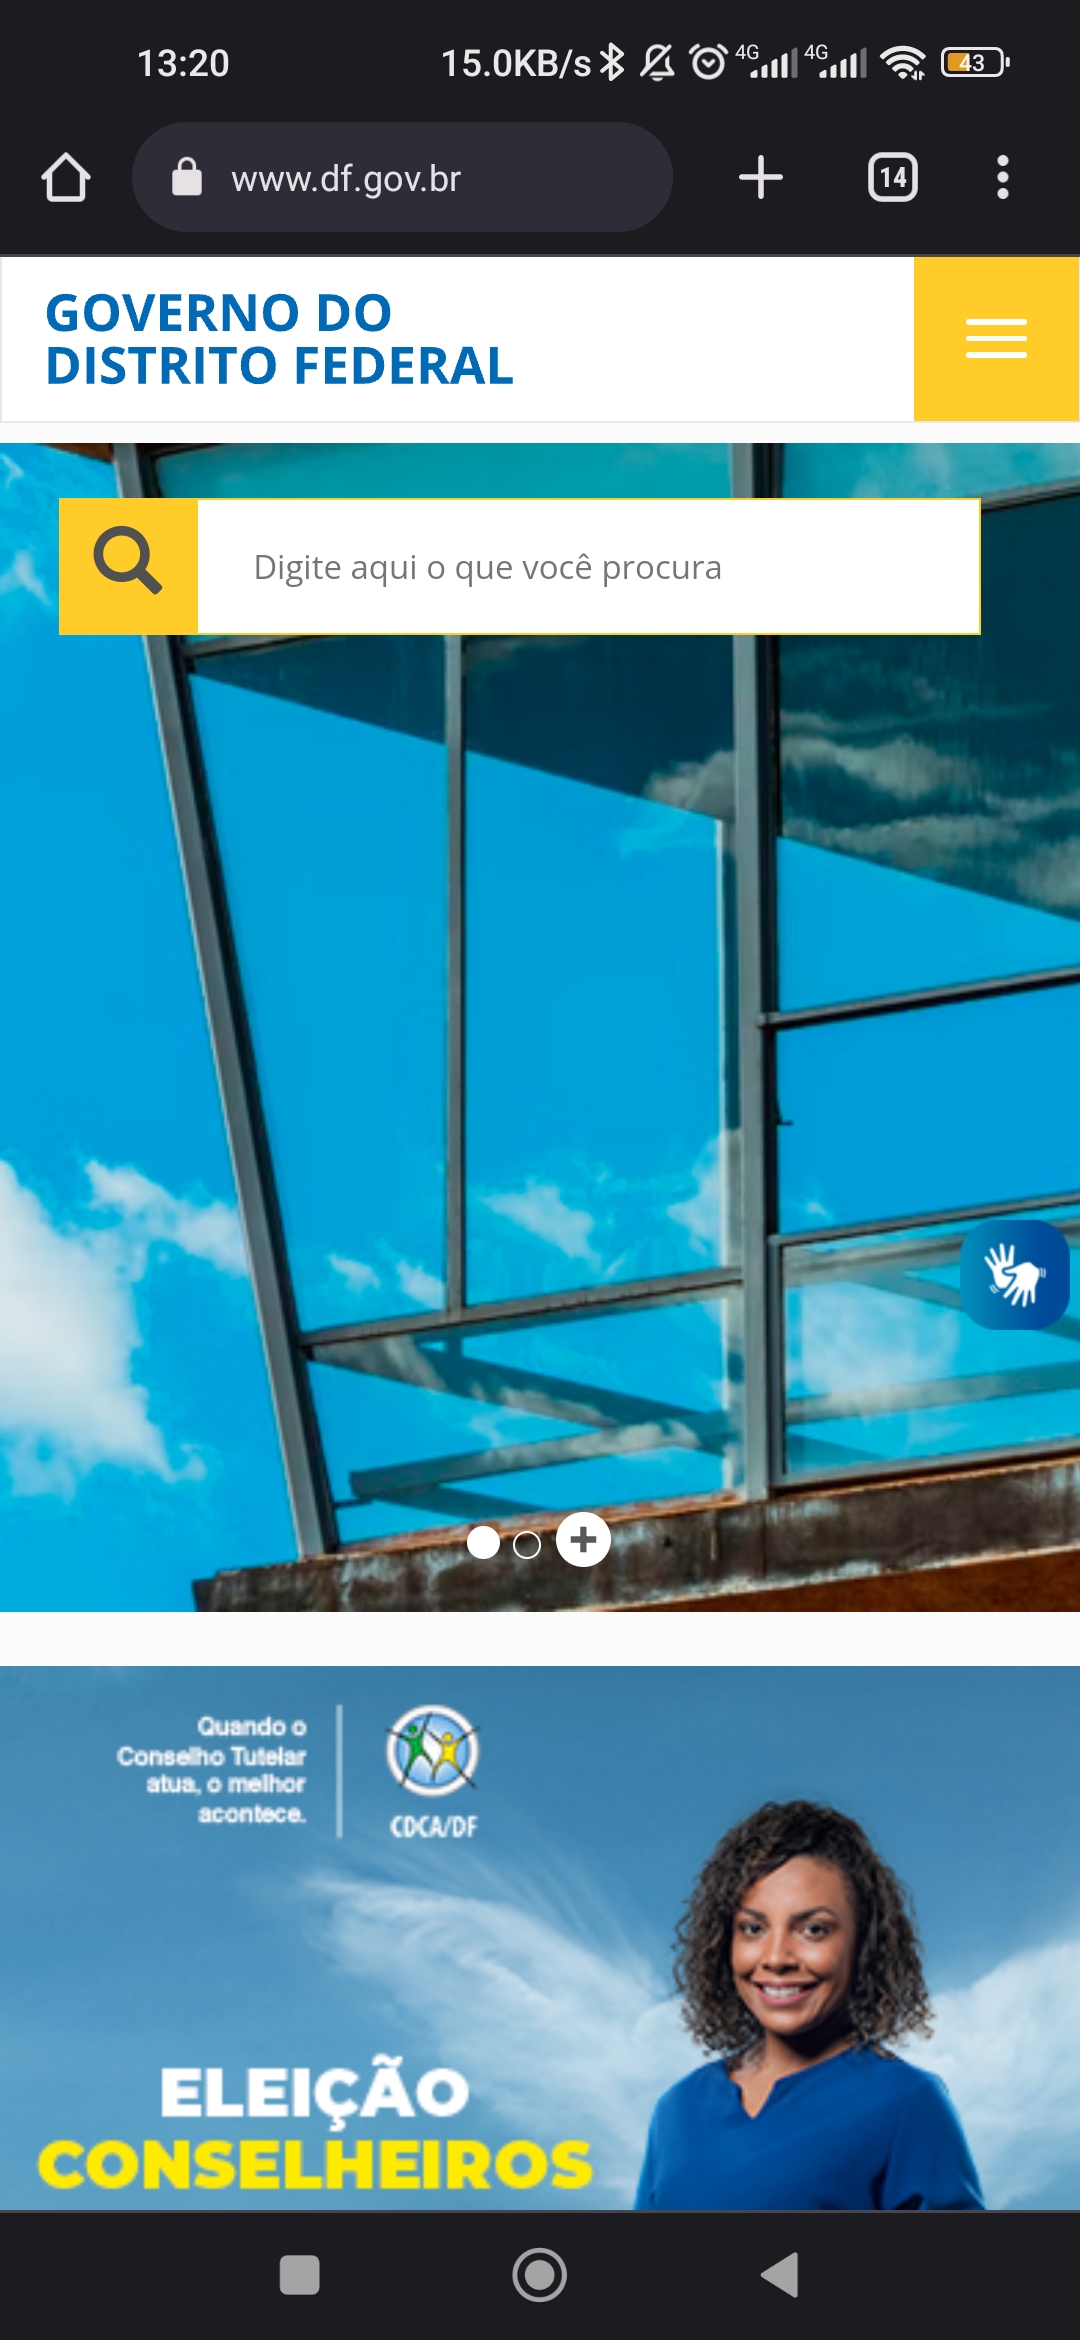 13:20
15.0KB/s 4G 4G 43
www.df.gov.br
14
GOVERNO DO
DISTRITO FEDERAL
Digite aqui o que você procura
Quando o
Conselho Tutelar
atua, o melhor
acontece.
CDCA/DF
ELEIÇÃO
CONSELHEIROS